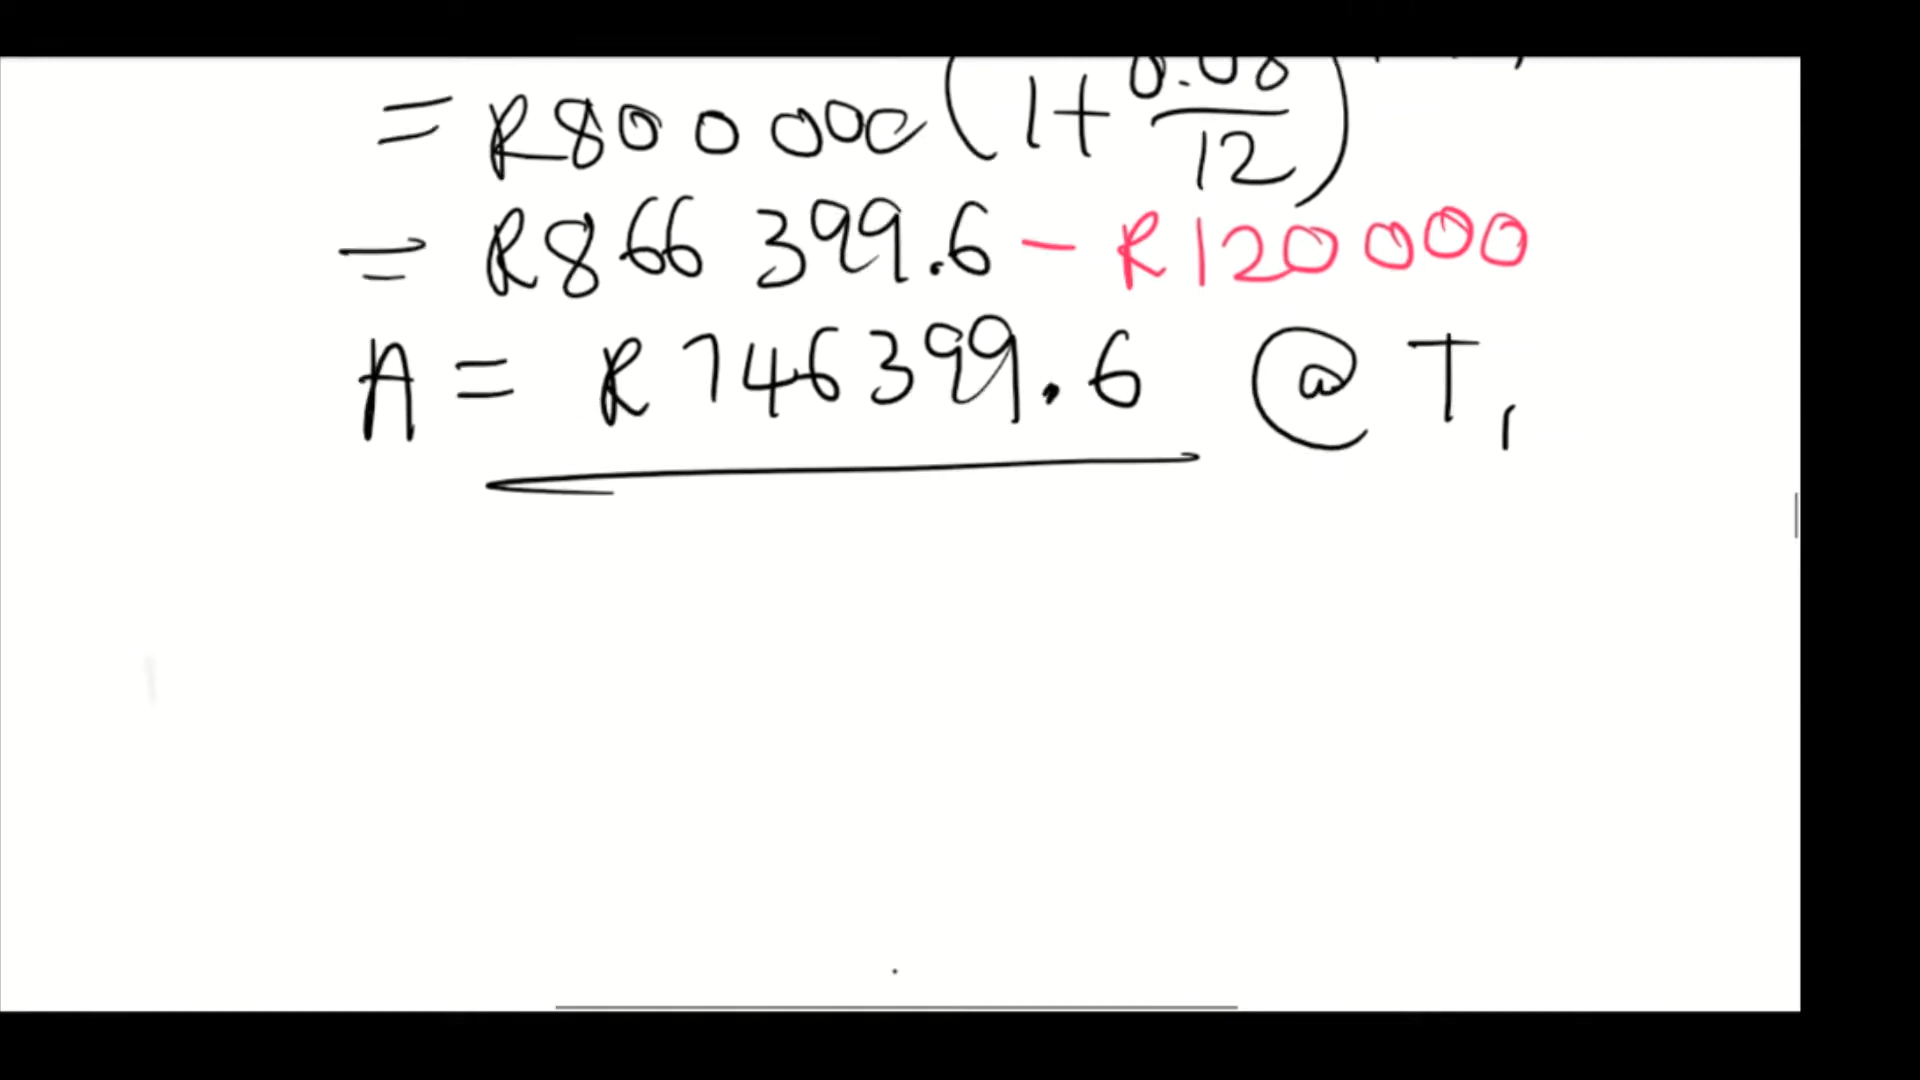 = R800 000(1+0.08/12)
= R866 399.6 - R120 000
A = R746399.6 @ T1